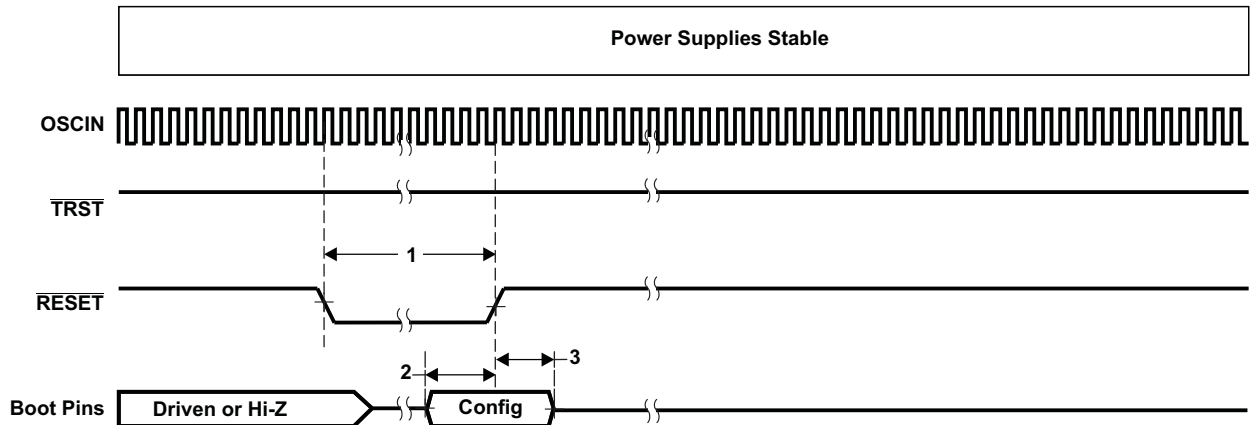 Power Supplies Stable
OSCIN
TRST
1
RESET
2
3
Boot Pins
Driven or Hi-Z
Config